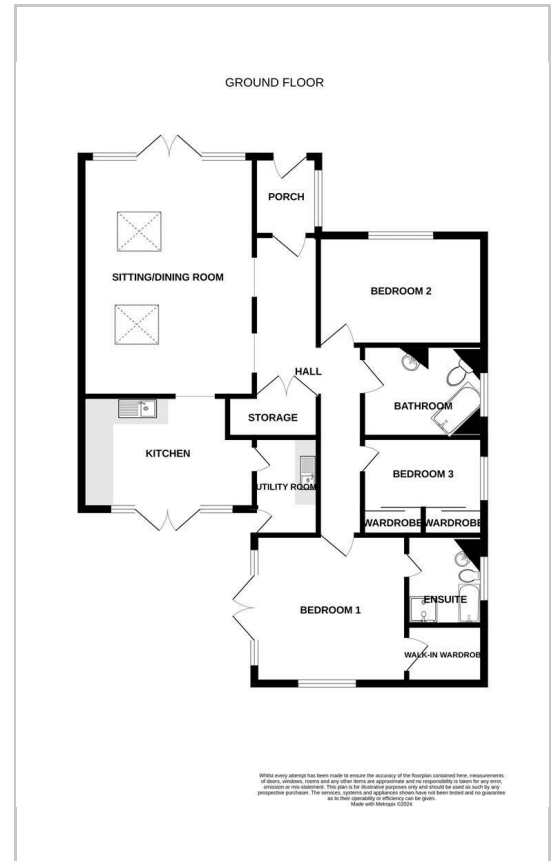 GROUND FLOOR
PORCH
SITTING/DINING ROOM
BEDROOM 2
HALL
BATHROOM
STORAGE
KITCHEN
BEDROOM 3
UTILITY ROOM
WARDROBE
WARDROBE
ENSUITE
BEDROOM 1
WALK-IN WARDROBE
Whilst every attempt has been made to ensure the accuracy of the floorplan contained here, measurements
of doors, windows, rooms and any other items are approximate and no responsibility is taken for any error,
omission or mis-statement. This plan is for illustrative purposes only and should be used as such by any
prospective purchaser. The services, systems and appliances shown have not been tested and no guarantee
as to their operability or efficiency can be given.
Made with Metropix ©2024